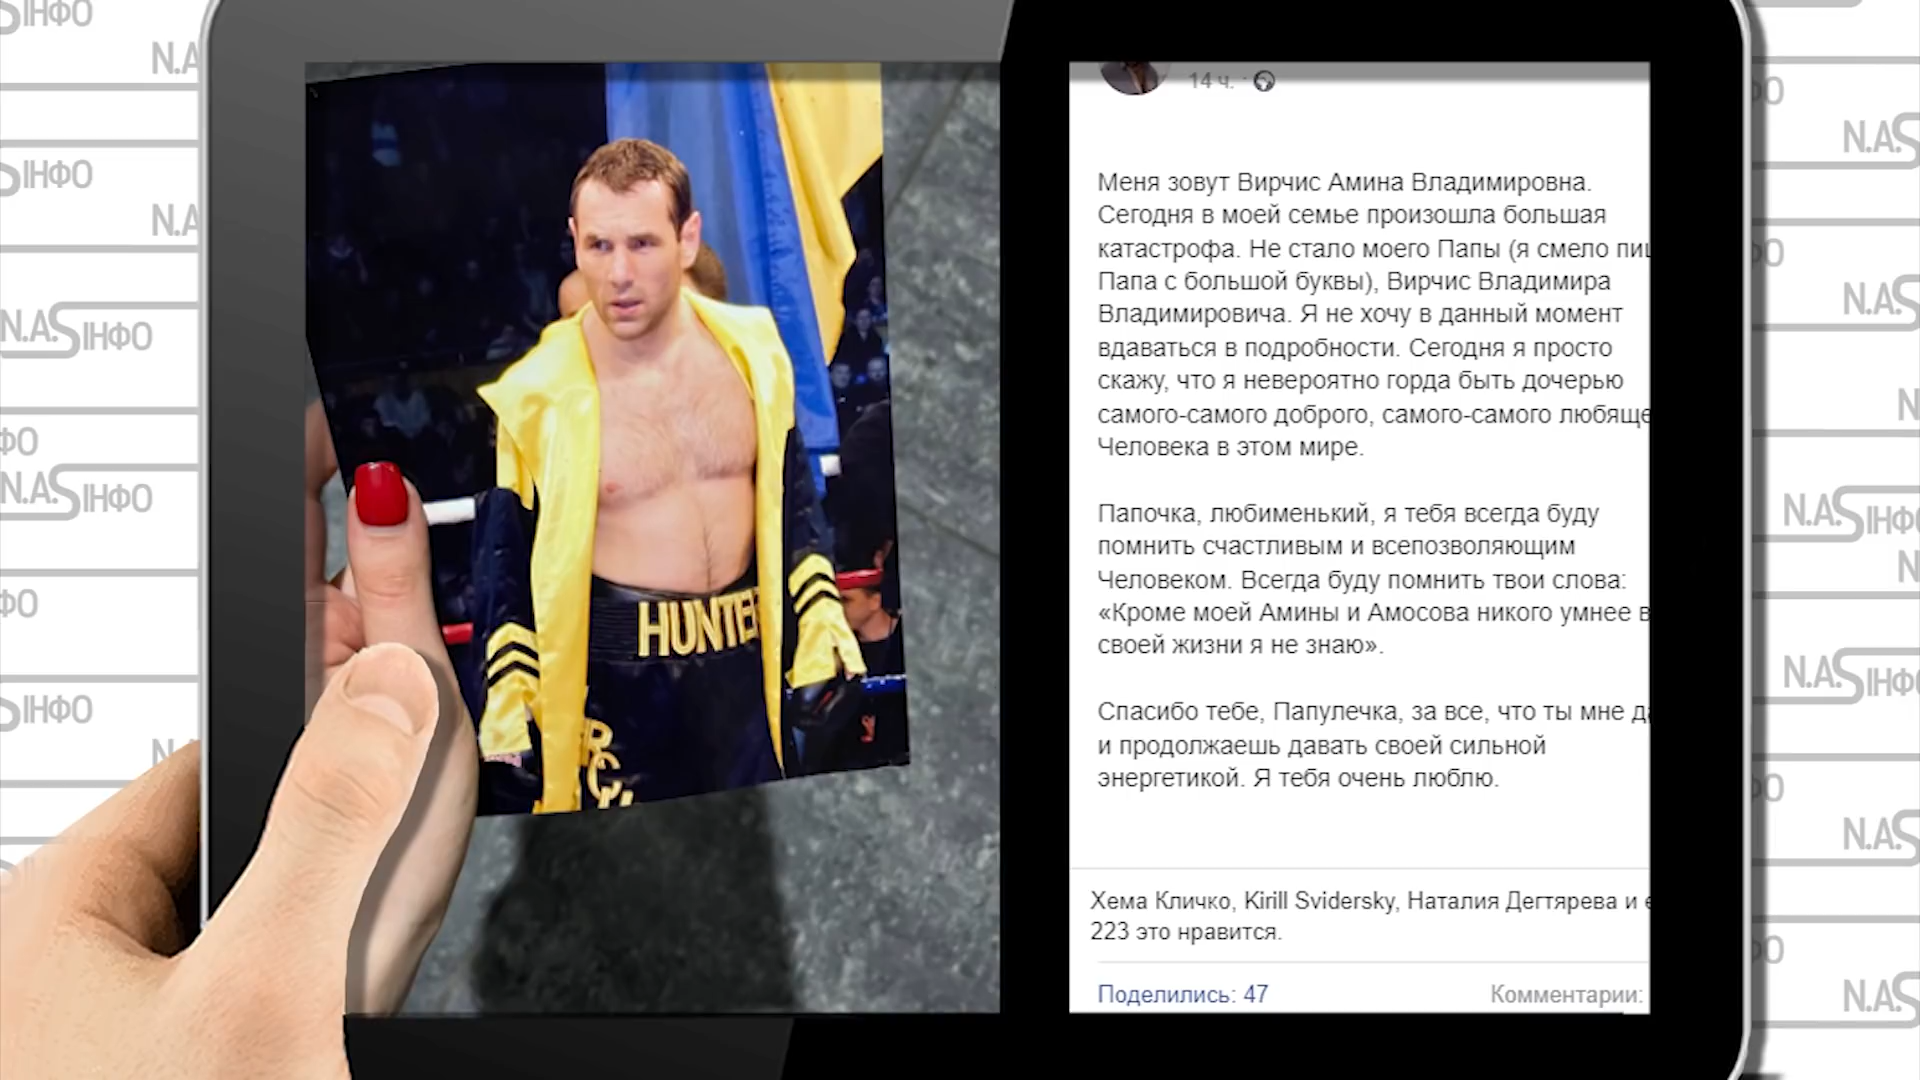 14 ч.
Меня зовут Вирчис Амина Владимировна.
Сегодня в моей семье произошла большая
катастрофа. Не стало моего Папы (я смело
Папа с большой буквы), Вирчис Владимира
Владимировича. Я не хочу в данный момент
вдаваться в подробности. Сегодня я просто
скажу, что я невероятно горда быть дочерью
самого-самого доброго, самого-самого любяще
Человека в этом мире.
Папочка, любименький, я тебя всегда буду
помнить счастливым и всепозволяющим
Человеком. Всегда буду помнить твои слова:
«Кроме моей Амины и Амосова никого умнее в
своей жизни я не знаю».
Спасибо тебе, Папулечка, за все, что ты мне
и продолжаешь давать своей сильной
энергетикой. Я тебя очень люблю.
Хема Кличко, Kirill Svidersky, Наталия Дегтярева и
223 это нравится.
Поделились: 47
Комментарии:
HUNTER
N.A.SІНФО
N.A.SІНФО
N.A.SІНФО
N.A.SІНФО